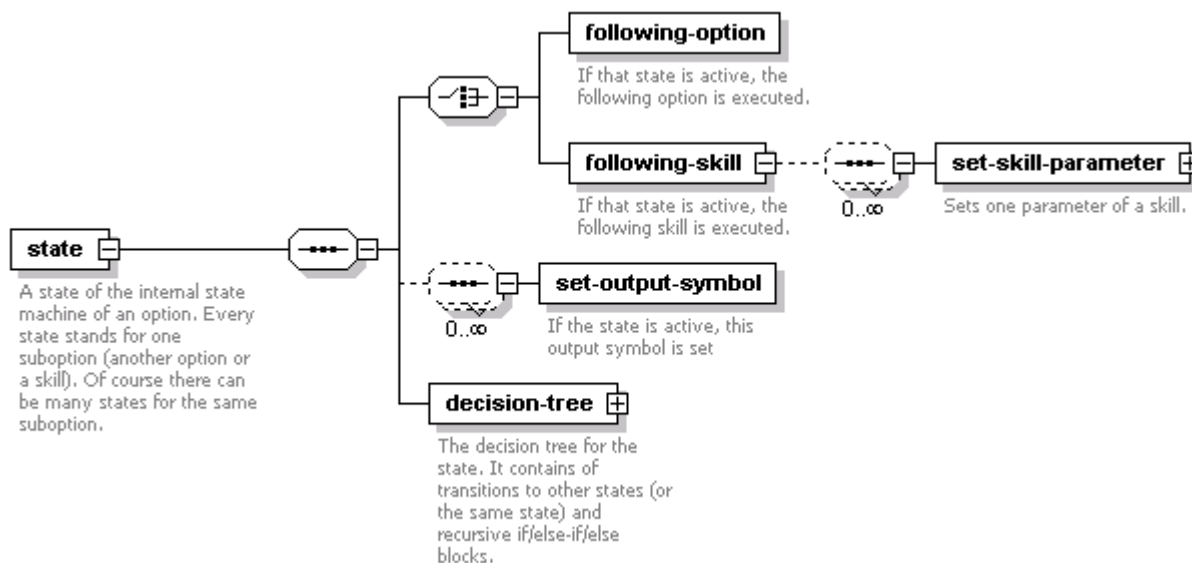 following-option
If that state is active, the
following option is executed.
following-skill
If that state is active, the
following skill is executed.
0..∞
set-skill-parameter
Sets one parameter of a skill.
state
A state of the internal state
machine of an option. Every
state stands for one
suboption (another option or
a skill). Of course there can
be many states for the same
suboption.
0..∞
set-output-symbol
If the state is active, this
output symbol is set
decision-tree
The decision tree for the
state. It contains of
transitions to other states (or
the same state) and
recursive if/else-if/else
blocks.